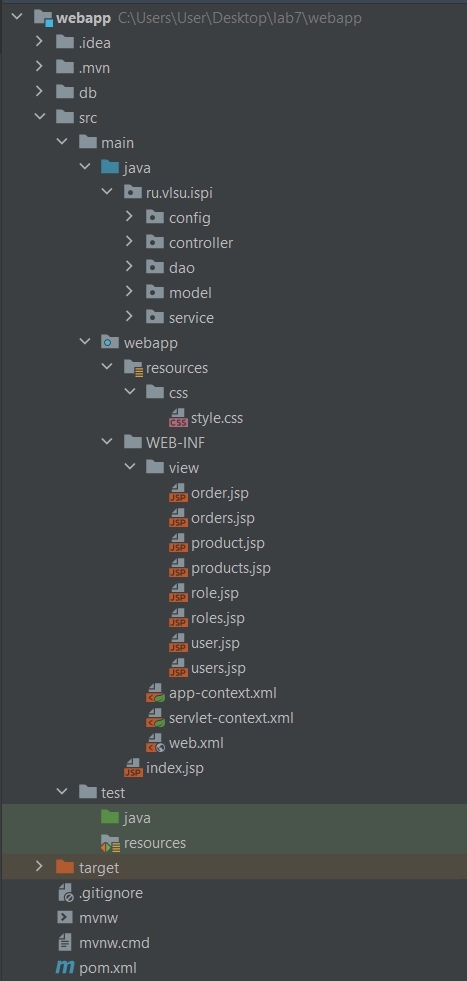 webapp C:\Users\User\Desktop\lab7\webapp
.idea
.mvn
db
src
main
java
ru.vlsu.ispi
config
controller
dao
model
service
webapp
resources
css
style.css
WEB-INF
view
order.jsp
orders.jsp
product.jsp
products.jsp
role.jsp
roles.jsp
user.jsp
users.jsp
app-context.xml
servlet-context.xml
web.xml
index.jsp
test
java
resources
target
.gitignore
mvnw
mvnw.cmd
pom.xml